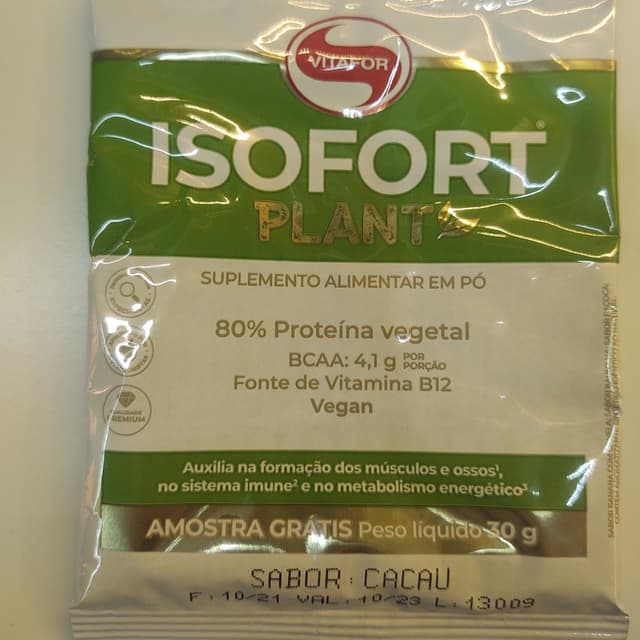 VITAFOR
ISOFORT®
PLANT
SUPLEMENTO ALIMENTAR EM PÓ
80% Proteína vegetal
BCAA: 4,1 g POR PORÇÃO
Fonte de Vitamina B12
Vegan
QUALIDADE
PREMIUM
Auxilia na formação dos músculos e ossos¹,
no sistema imune² e no metabolismo energético³
AMOSTRA GRÁTIS Peso líquido 30 g
SABOR: CACAU
F: 10/21 VAL: 10/23 L: 13009